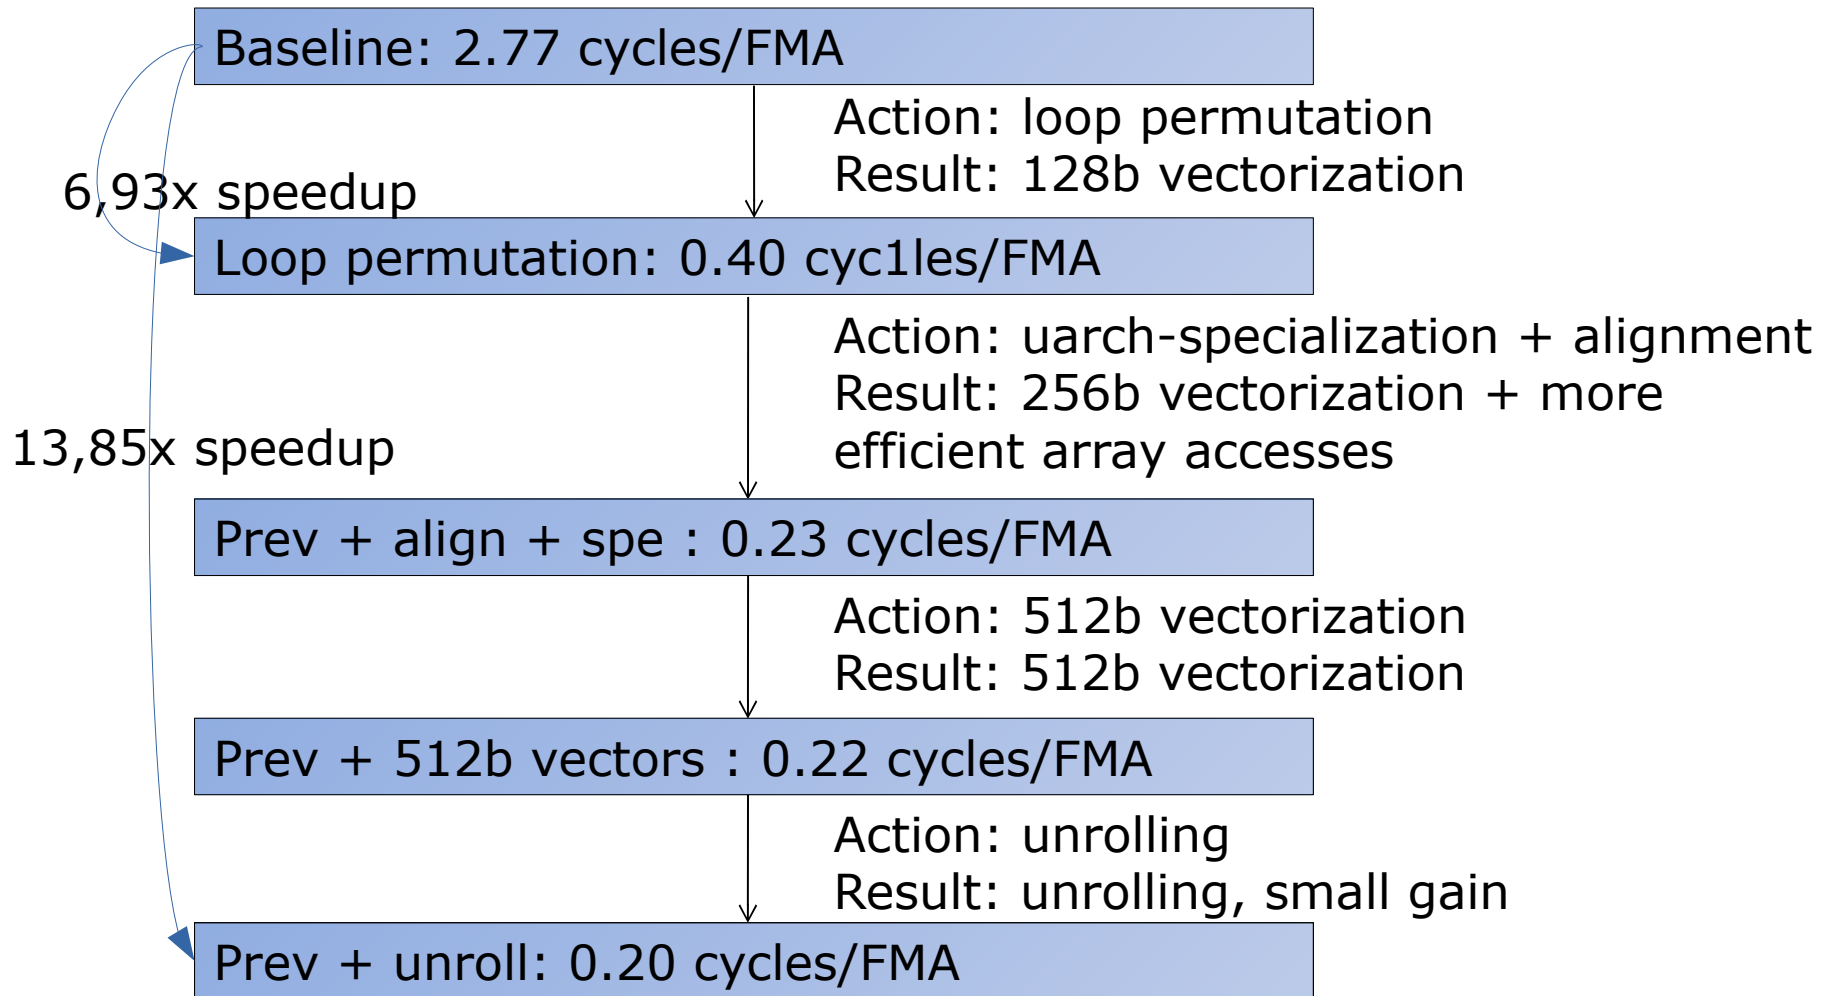 Baseline: 2.77 cycles/FMA
Action: loop permutation
Result: 128b vectorization
6,93x speedup
Loop permutation: 0.40 cyc1les/FMA
Action: uarch-specialization + alignment
Result: 256b vectorization + more
efficient array accesses
13,85x speedup
Prev + align + spe : 0.23 cycles/FMA
Action: 512b vectorization
Result: 512b vectorization
Prev + 512b vectors : 0.22 cycles/FMA
Action: unrolling
Result: unrolling, small gain
Prev + unroll: 0.20 cycles/FMA